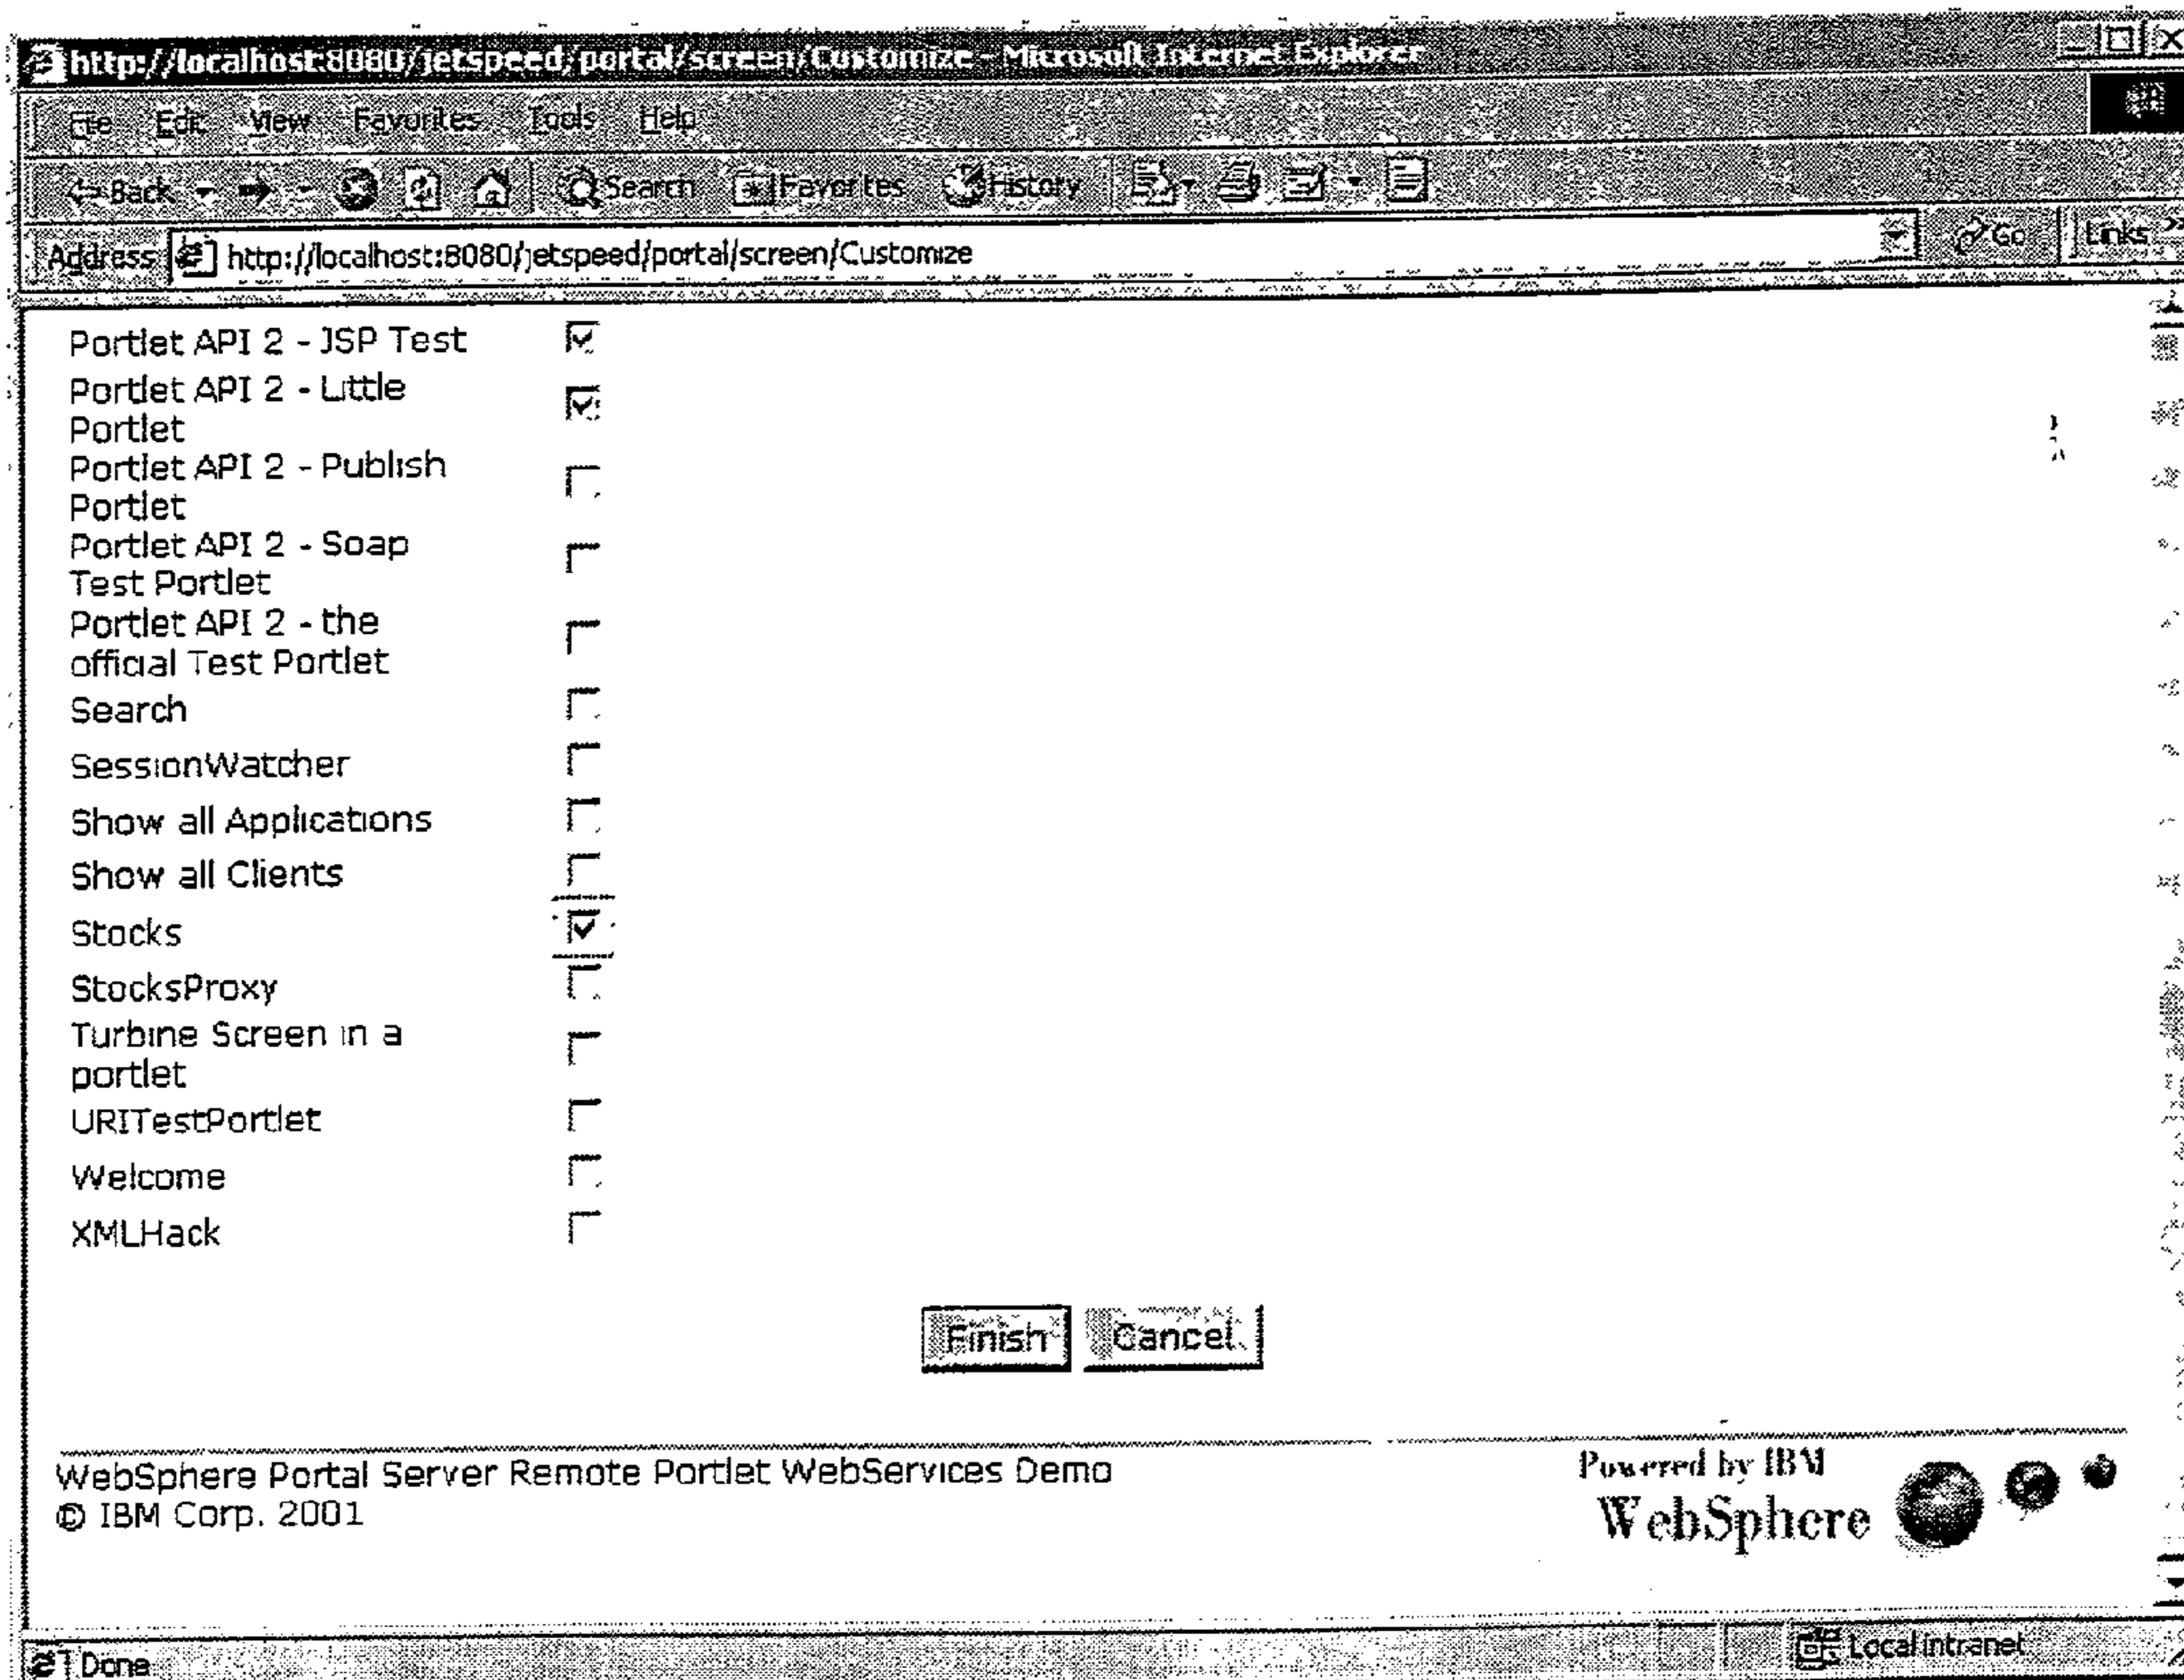 http://localhost:8080/jetspeed/portal/screen/Customize - Microsoft Internet Explorer
File Edit View Favorites Tools Help
Back Search Favorites History
Address http://localhost:8080/jetspeed/portal/screen/Customize Go Links »
Portlet API 2 - JSP Test
Portlet API 2 - Little
Portlet
Portlet API 2 - Publish
Portlet
Portlet API 2 - Soap
Test Portlet
Portlet API 2 - the
official Test Portlet
Search
SessionWatcher
Show all Applications
Show all Clients
Stocks
StocksProxy
Turbine Screen in a
portlet
URITestPortlet
Welcome
XMLHack
Finish Cancel
WebSphere Portal Server Remote Portlet WebServices Demo
© IBM Corp. 2001
Powered by IBM
WebSphere
Done Local intranet